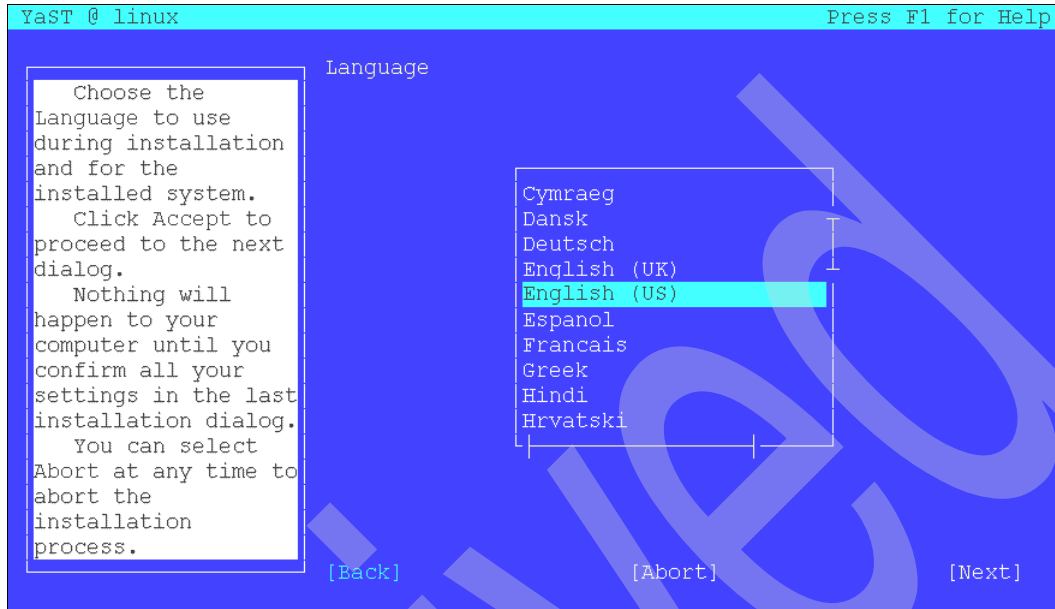 YaST @ linux Press F1 for Help
Language
Choose the
Language to use
during installation
and for the
installed system.
Click Accept to
proceed to the next
dialog.
Nothing will
happen to your
computer until you
confirm all your
settings in the last
installation dialog.
You can select
Abort at any time to
abort the
installation
process.
Cymraeg
Dansk
Deutsch
English (UK)
English (US)
Espanol
Francais
Greek
Hindi
Hrvatski
[Back] [Abort] [Next]